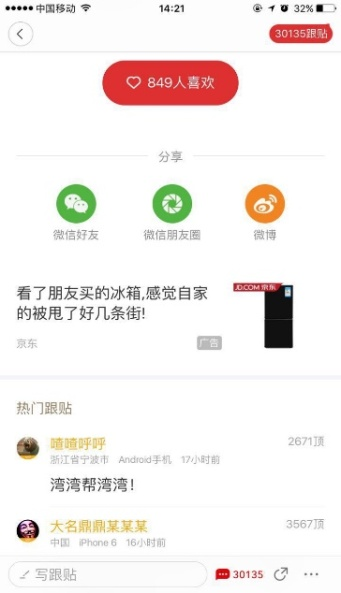 中国移动
14:21
32%
30135跟贴
849人喜欢
分享
微信好友
微信朋友圈
微博
看了朋友买的冰箱,感觉自家
的被甩了好几条街!
JD.COM 京东
京东
广告
热门跟贴
喳喳呼呼
2671顶
浙江省宁波市 Android手机 17小时前
湾湾帮湾湾！
大名鼎鼎某某某
3567顶
中国 iPhone 6 16小时前
写跟贴
30135